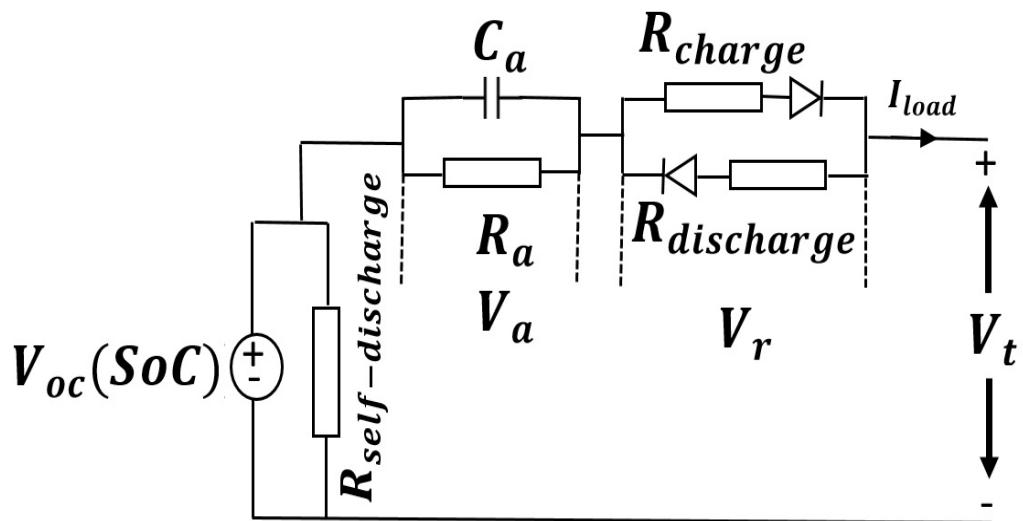 C_a
R_charge
I_load
+
R_a
R_discharge
R_self-discharge
V_a
V_r
V_t
V_oc(SoC)
+
-
-